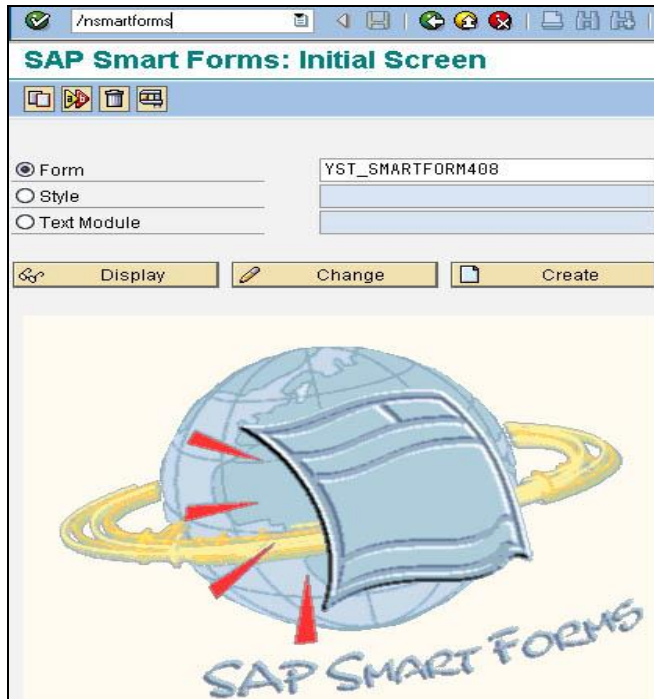 /nsmartforms
SAP Smart Forms: Initial Screen
Form YST_SMARTFORM408
Style
Text Module
Display Change Create
SAP SMART FORMS